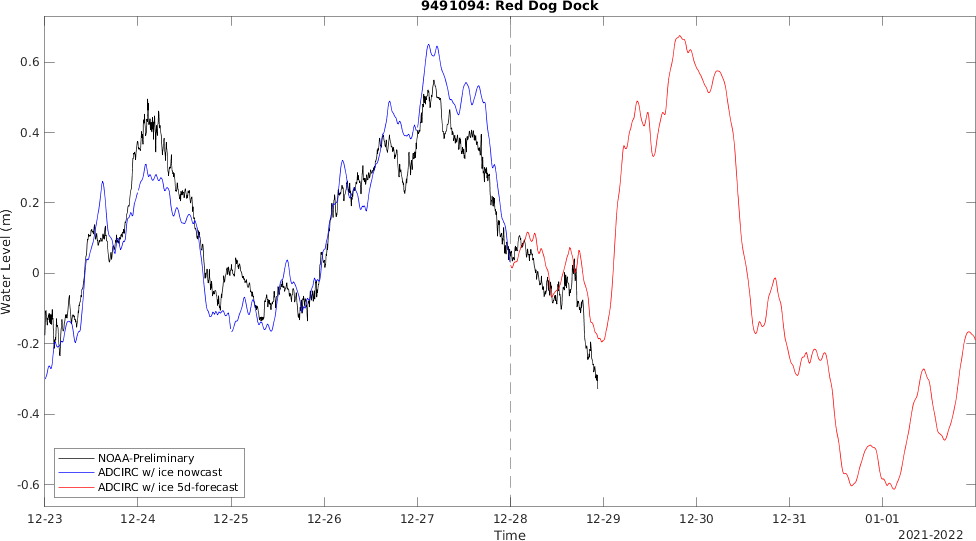 9491094: Red Dog Dock
Water Level (m)
0.6
0.4
0.2
0
-0.2
-0.4
-0.6
NOAA-Preliminary
ADCIRC w/ ice nowcast
ADCIRC w/ ice 5d-forecast
12-23 12-24 12-25 12-26 12-27 12-28 12-29 12-30 12-31 01-01
Time
2021-2022